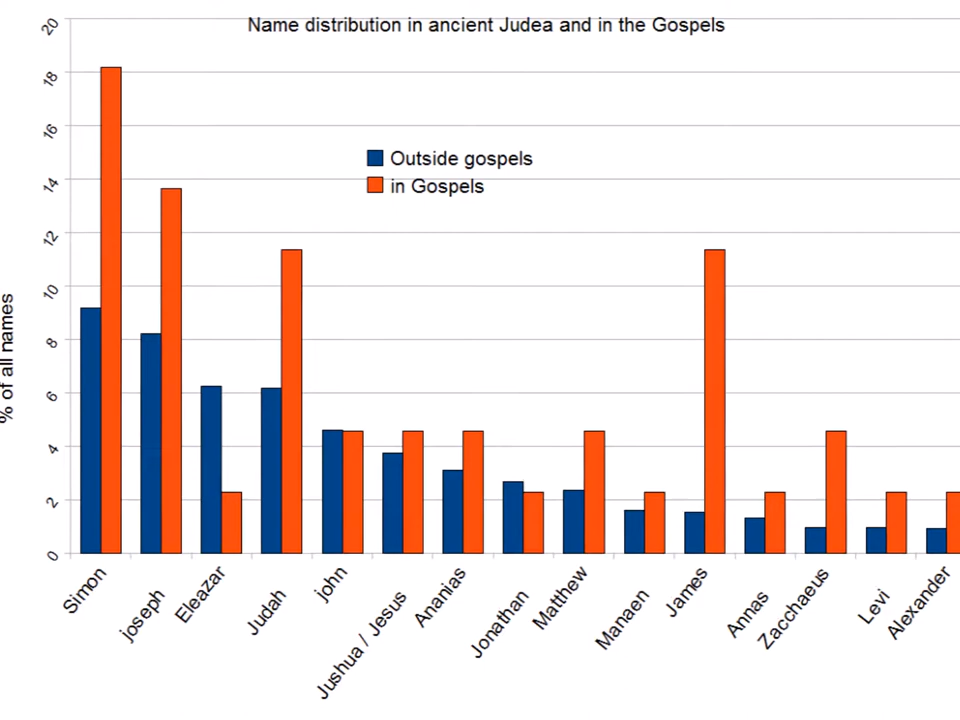 Name distribution in ancient Judea and in the Gospels
20
18
16
14
12
10
8
6
4
2
0
% of all names
Outside gospels
in Gospels
Simon
joseph
Eleazar
Judah
john
Jushua / Jesus
Ananias
Jonathan
Matthew
Manaen
James
Annas
Zacchaeus
Levi
Alexander